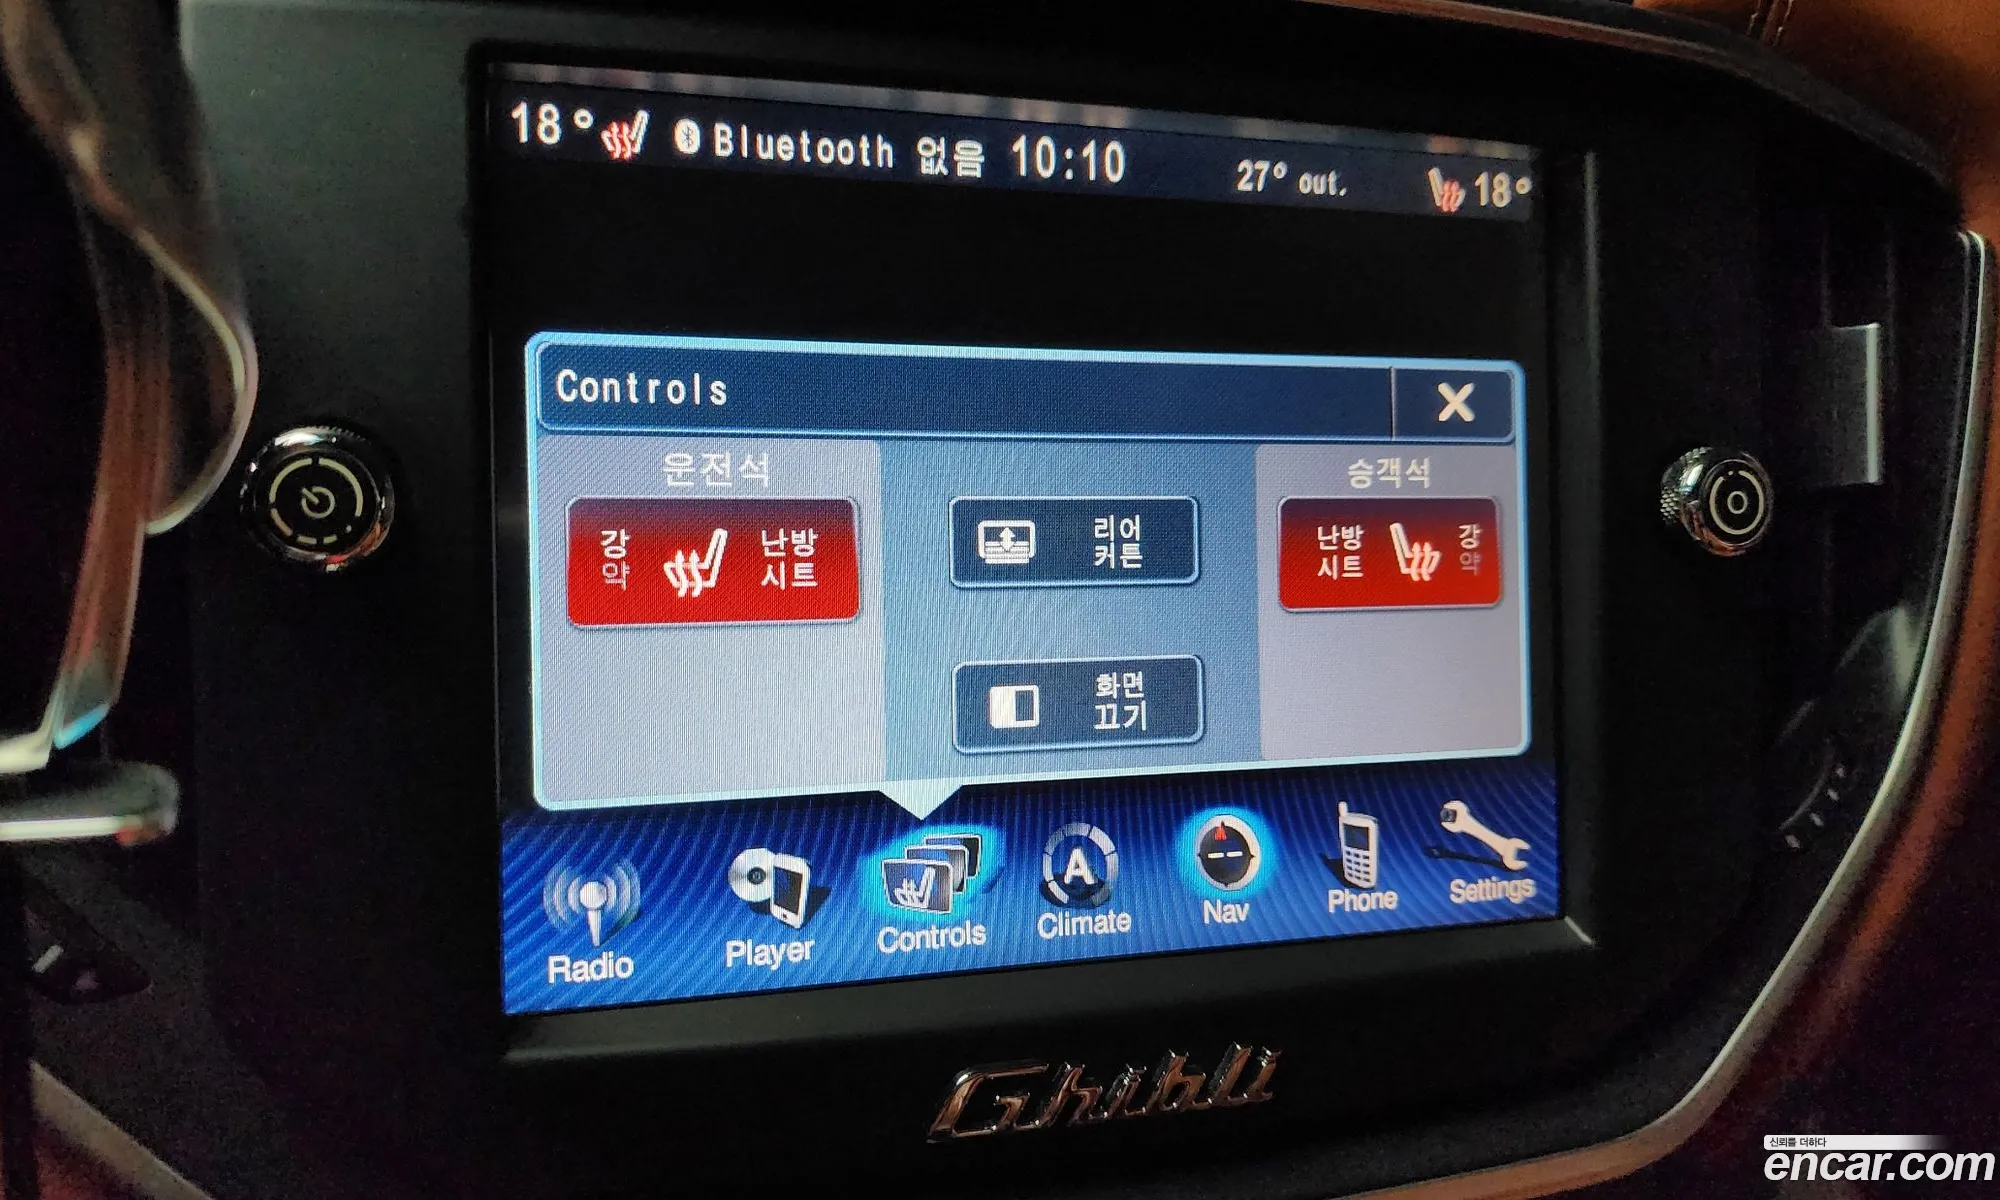 18° Bluetooth 없음 10:10 27° out. 18°
Controls X
운전석
강
약
난방
시트
리어
커튼
승객석
난방
시트
강
약
화면
끄기
A
Radio
Player
Controls
Climate
Nav
Phone
Settings
Ghibli
신뢰를 더하다
encar.com